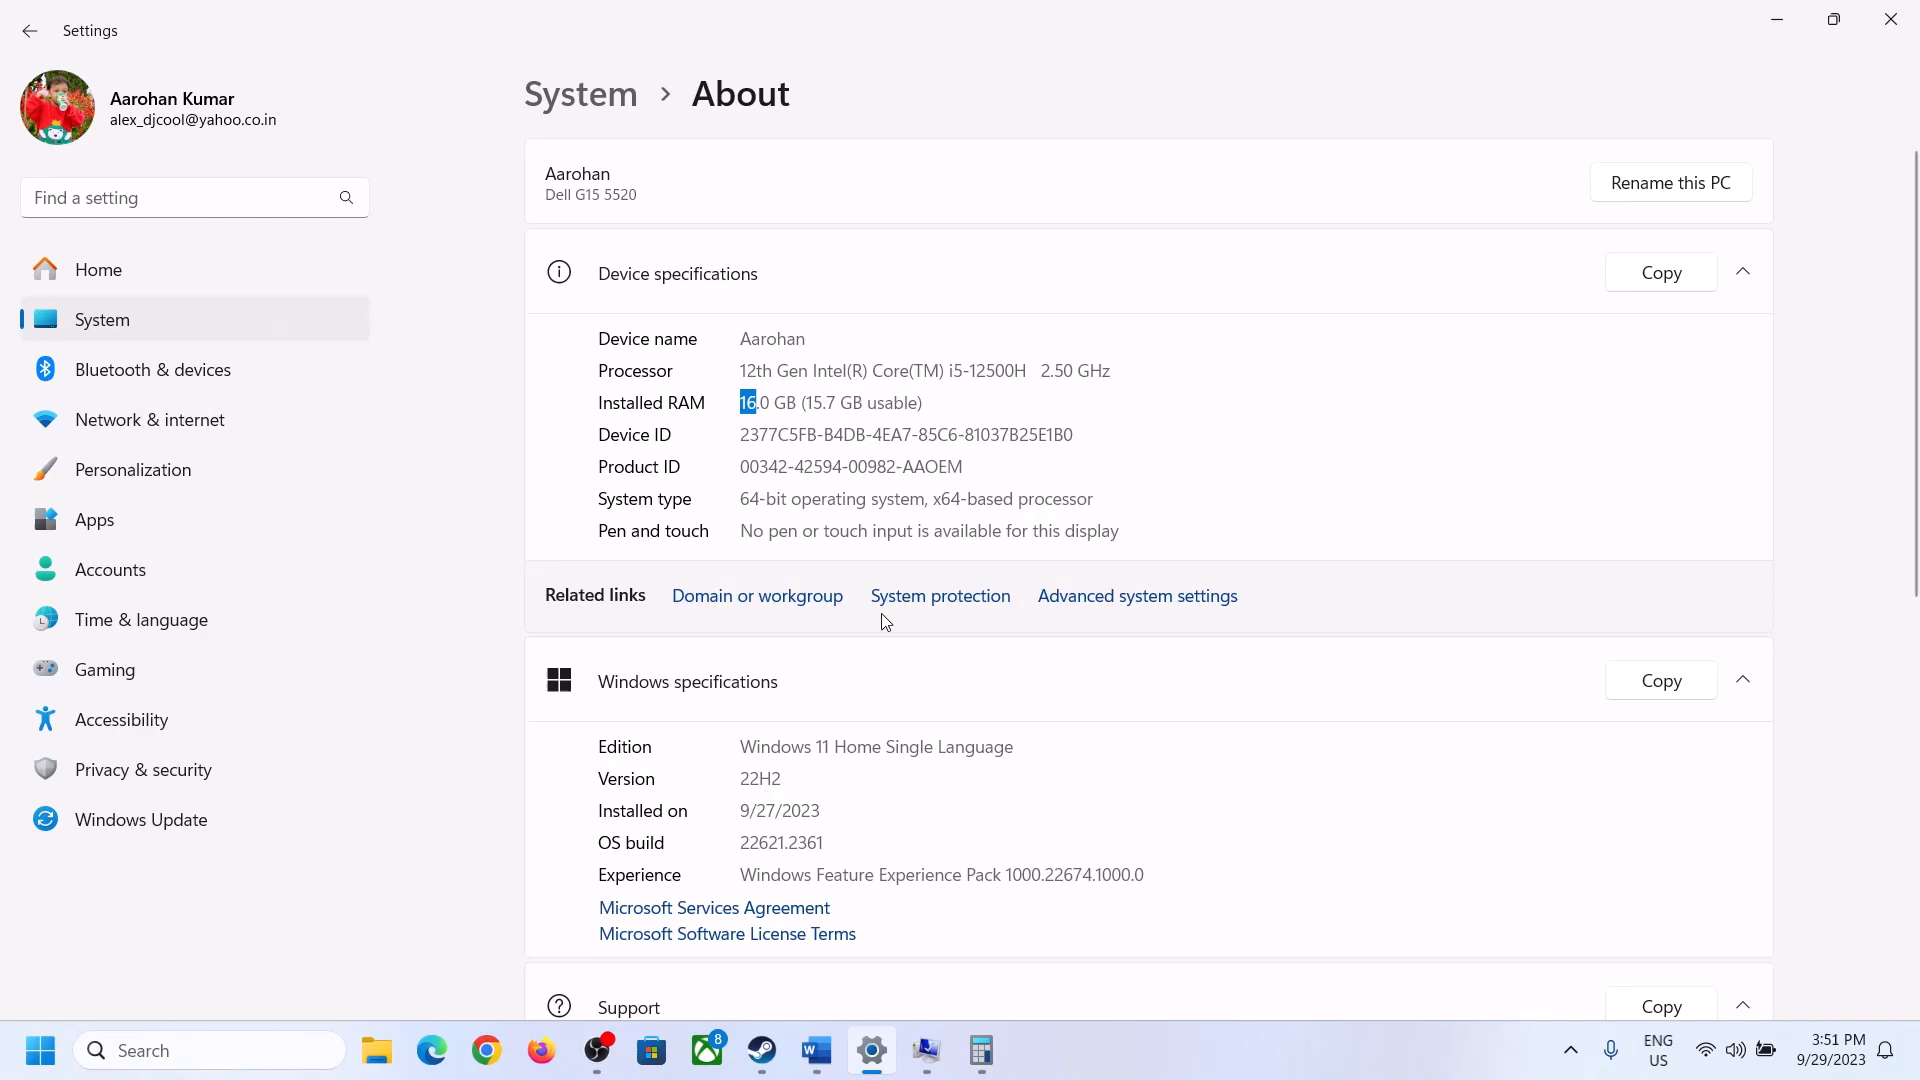 Settings
Aarohan Kumar
alex_djcool@yahoo.co.in
Find a setting
Home
System
Bluetooth & devices
Network & internet
Personalization
Apps
Accounts
Time & language
Gaming
Accessibility
Privacy & security
Windows Update
System > About
Aarohan
Dell G15 5520
Rename this PC
Device specifications
Copy
Device name Aarohan
Processor 12th Gen Intel(R) Core(TM) i5-12500H 2.50 GHz
Installed RAM 16.0 GB (15.7 GB usable)
Device ID 2377C5FB-B4DB-4EA7-85C6-81037B25E1B0
Product ID 00342-42594-00982-AAOEM
System type 64-bit operating system, x64-based processor
Pen and touch No pen or touch input is available for this display
Related links Domain or workgroup System protection Advanced system settings
Windows specifications
Copy
Edition Windows 11 Home Single Language
Version 22H2
Installed on 9/27/2023
OS build 22621.2361
Experience Windows Feature Experience Pack 1000.22674.1000.0
Microsoft Services Agreement
Microsoft Software License Terms
Support
Copy
Search
8
W
ENG
US
3:51 PM
9/29/2023